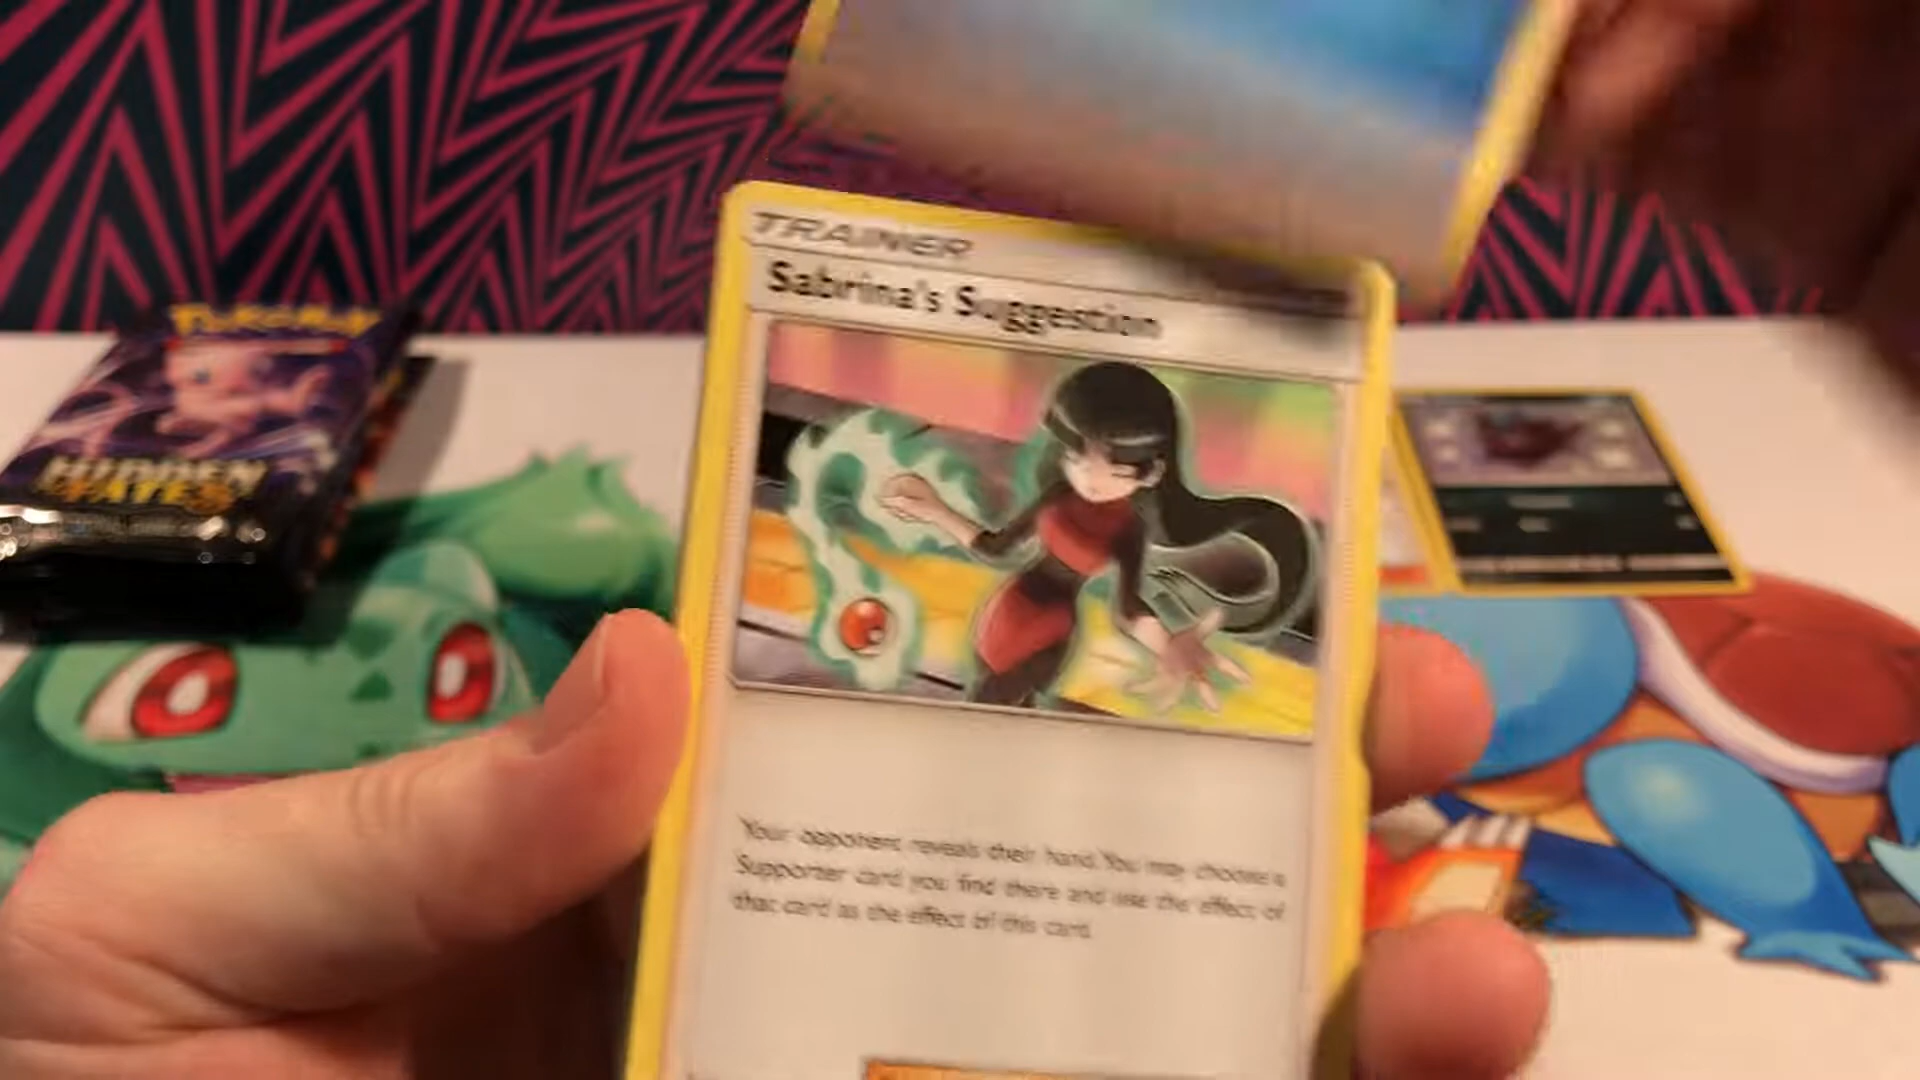 TRAINER
Sabrina's Suggestion
Pokémon
HIDDEN
FATES
Your opponent reveals their hand. You may choose a
Supporter card you find there and use the effect of
that card as the effect of this card.